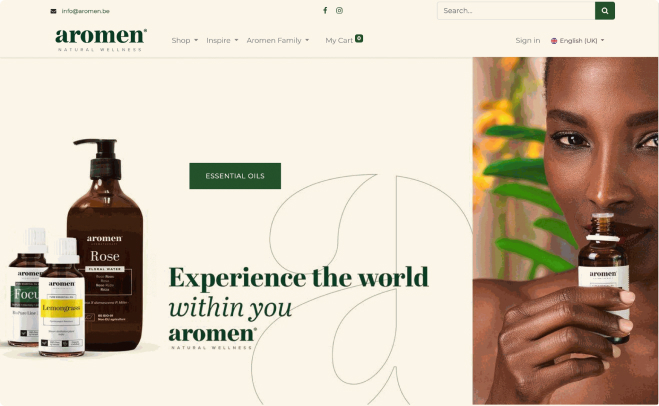 info@aromen.be
Search...
aromen®
NATURAL WELLNESS
Shop Inspire Aromen Family My Cart 0
Sign in English (UK)
ESSENTIAL OILS
aromen
Rose
FLORAL WATER
aromen
Focu
aromen
Lemongrass
aromen
Experience the world
within you
aromen®
NATURAL WELLNESS